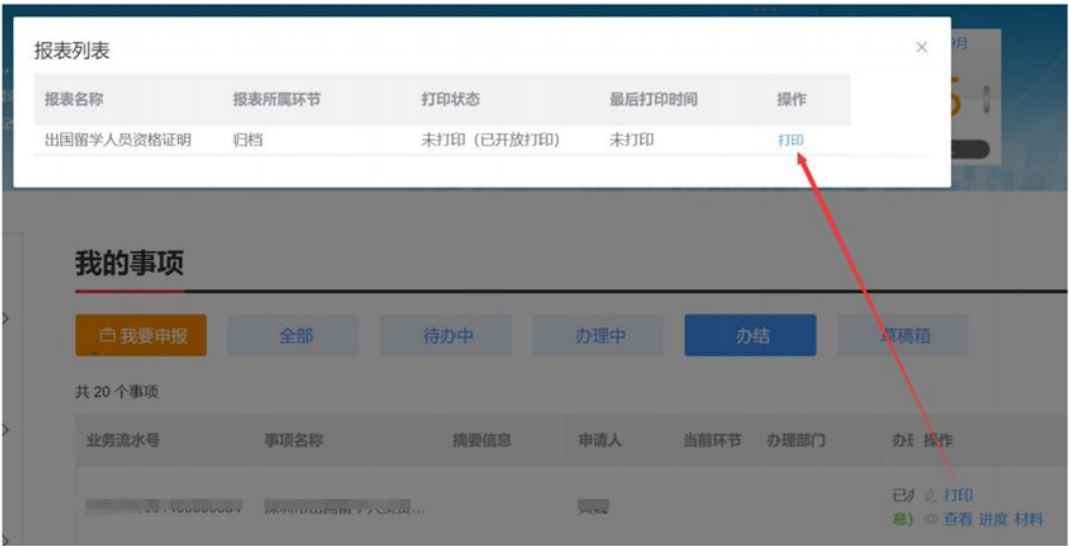 报表列表 ×
9月
报表名称 报表所属环节 打印状态 最后打印时间 操作
出国留学人员资格证明 归档 未打印（已开放打印） 未打印 打印
我的事项
我要申报 全部 待办中 办理中 办结 草稿箱
共 20 个事项
业务流水号 事项名称 摘要信息 申请人 当前环节 办理部门 办 操作
打印
意） 查看 进度 材料